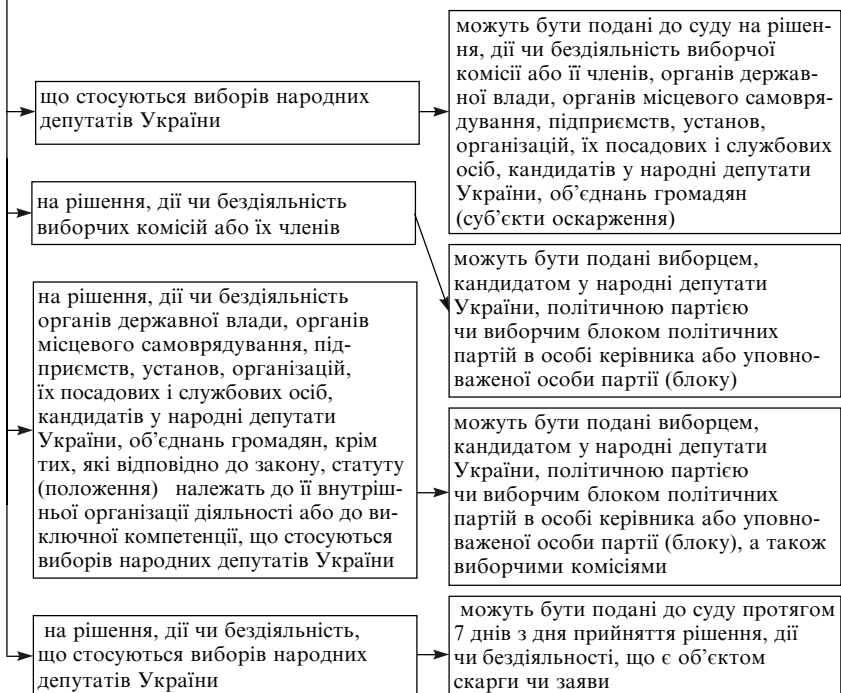 що стосуються виборів народних
депутатів України
можуть бути подані до суду на рішен-
ня, дії чи бездіяльність виборчої
комісії або її членів, органів держав-
ної влади, органів місцевого самовря-
дування, підприємств, установ,
організацій, їх посадових і службових
осіб, кандидатів у народні депутати
України, об’єднань громадян
(суб’єкти оскарження)
на рішення, дії чи бездіяльність
виборчих комісій або їх членів
можуть бути подані виборцем,
кандидатом у народні депутати
України, політичною партією
чи виборчим блоком політичних
партій в особі керівника або уповно-
важеної особи партії (блоку)
на рішення, дії чи бездіяльність
органів державної влади, органів
місцевого самоврядування, під-
приємств, установ, організацій,
їх посадових і службових осіб,
кандидатів у народні депутати
України, об’єднань громадян, крім
тих, які відповідно до закону, статуту
(положення) належать до її внутріш-
ньої організації діяльності або до ви-
ключної компетенції, що стосуються
виборів народних депутатів України
можуть бути подані виборцем,
кандидатом у народні депутати
України, політичною партією
чи виборчим блоком політичних
партій в особі керівника або уповно-
важеної особи партії (блоку), а також
виборчими комісіями
на рішення, дії чи бездіяльність,
що стосуються виборів народних
депутатів України
можуть бути подані до суду протягом
7 днів з дня прийняття рішення, дії
чи бездіяльності, що є об’єктом
скарги чи заяви